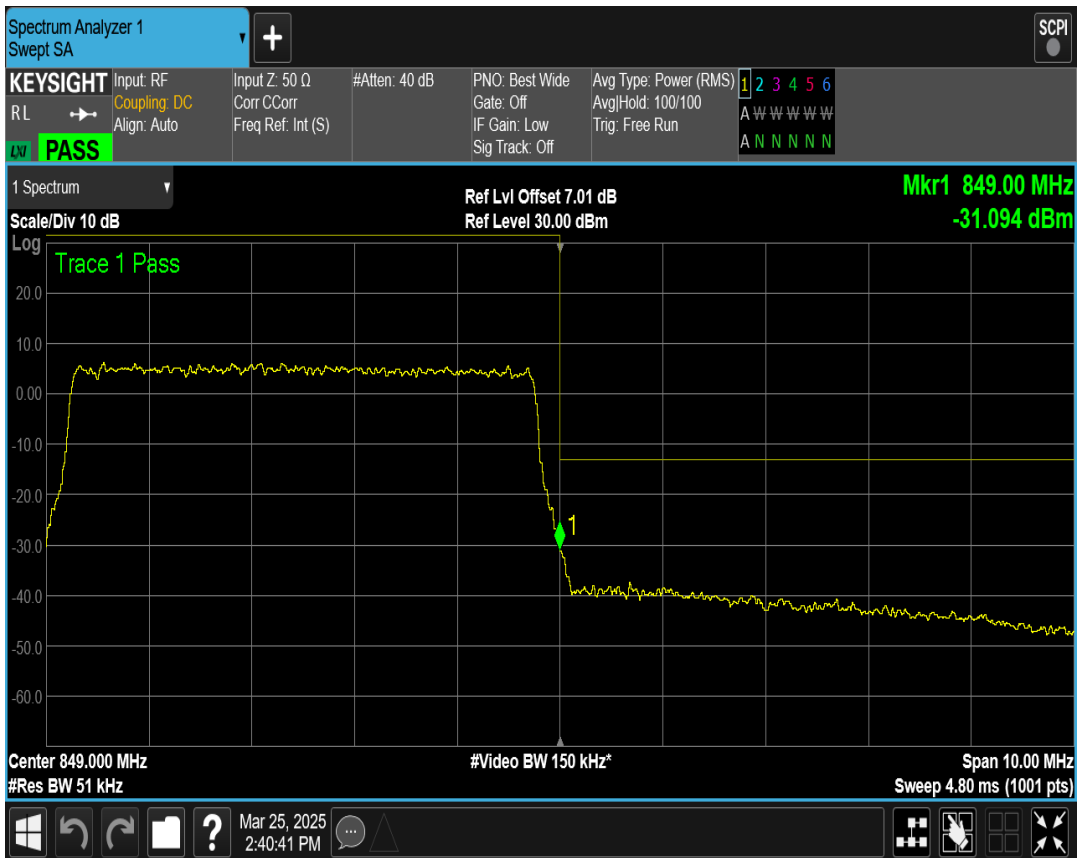 Spectrum Analyzer 1
Swept SA
+
SCPI
KEYSIGHT
RL
LXI PASS
Input: RF
Coupling: DC
Align: Auto
Input Z: 50 Ω
Corr CCorr
Freq Ref: Int (S)
#Atten: 40 dB
PNO: Best Wide
Gate: Off
IF Gain: Low
Sig Track: Off
Avg Type: Power (RMS)
Avg|Hold: 100/100
Trig: Free Run
1 2 3 4 5 6
A W W W W W
A N N N N N
1 Spectrum
Scale/Div 10 dB
Ref Lvl Offset 7.01 dB
Ref Level 30.00 dBm
Mkr1 849.00 MHz
-31.094 dBm
Log
Trace 1 Pass
20.0
10.0
0.00
-10.0
-20.0
1
-30.0
-40.0
-50.0
-60.0
Center 849.000 MHz
#Res BW 51 kHz
#Video BW 150 kHz*
Span 10.00 MHz
Sweep 4.80 ms (1001 pts)
?
Mar 25, 2025
2:40:41 PM